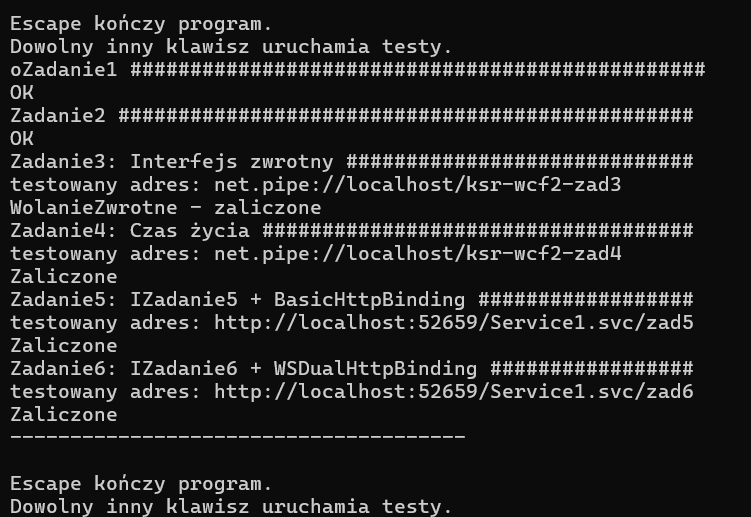 Escape kończy program.
Dowolny inny klawisz uruchamia testy.
oZadanie1 ################################################
OK
Zadanie2 ################################################
OK
Zadanie3: Interfejs zwrotny #############################
testowany adres: net.pipe://localhost/ksr-wcf2-zad3
WolanieZwrotne - zaliczone
Zadanie4: Czas życia ####################################
testowany adres: net.pipe://localhost/ksr-wcf2-zad4
Zaliczone
Zadanie5: IZadanie5 + BasicHttpBinding ##################
testowany adres: http://localhost:52659/Service1.svc/zad5
Zaliczone
Zadanie6: IZadanie6 + WSDualHttpBinding #################
testowany adres: http://localhost:52659/Service1.svc/zad6
Zaliczone
--------------------------------------
Escape kończy program.
Dowolny inny klawisz uruchamia testy.